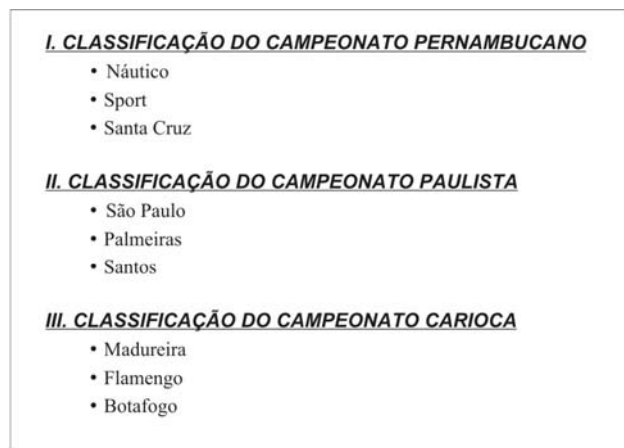 I. CLASSIFICAÇÃO DO CAMPEONATO PERNAMBUCANO
• Náutico
• Sport
• Santa Cruz
II. CLASSIFICAÇÃO DO CAMPEONATO PAULISTA
• São Paulo
• Palmeiras
• Santos
III. CLASSIFICAÇÃO DO CAMPEONATO CARIOCA
• Madureira
• Flamengo
• Botafogo